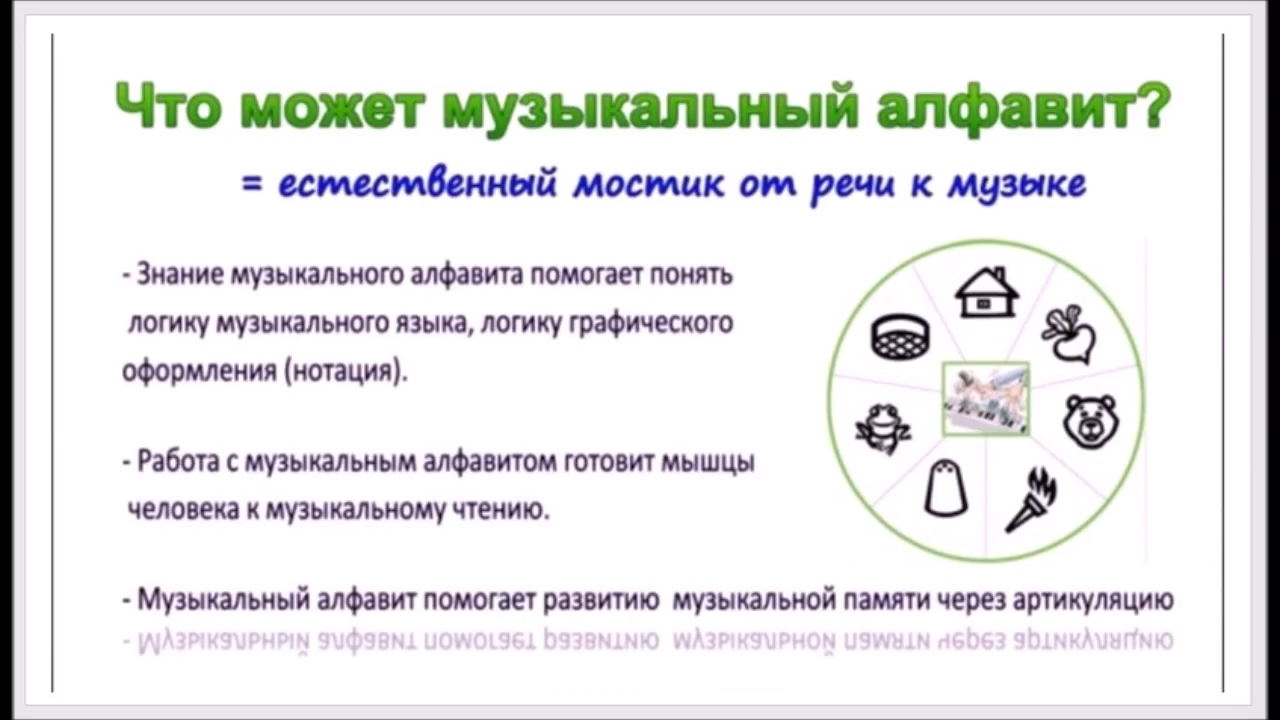 Что может музыкальный алфавит?
= естественный мостик от речи к музыке
- Знание музыкального алфавита помогает понять
логику музыкального языка, логику графического
оформления (нотация).
- Работа с музыкальным алфавитом готовит мышцы
человека к музыкальному чтению.
- Музыкальный алфавит помогает развитию музыкальной памяти через артикуляцию